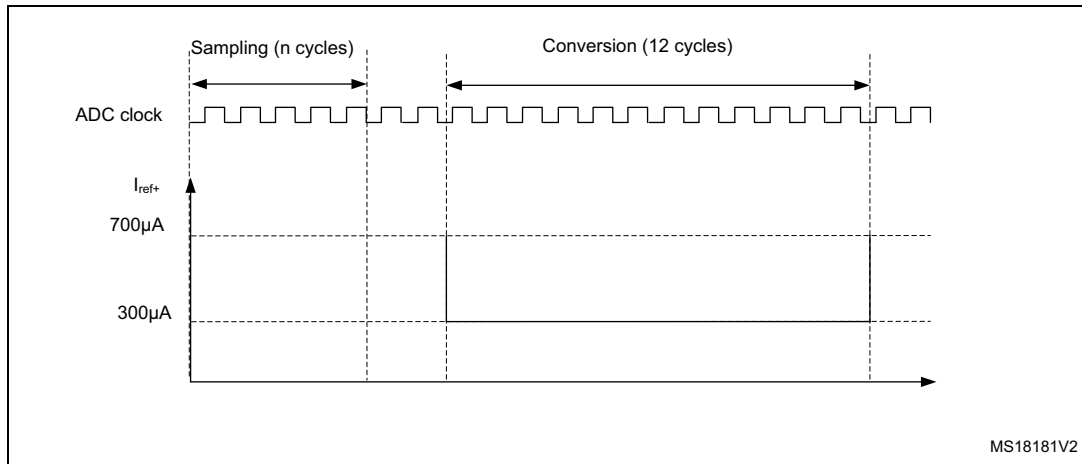 Sampling (n cycles)
Conversion (12 cycles)
ADC clock
Iref+
700µA
300µA
MS18181V2